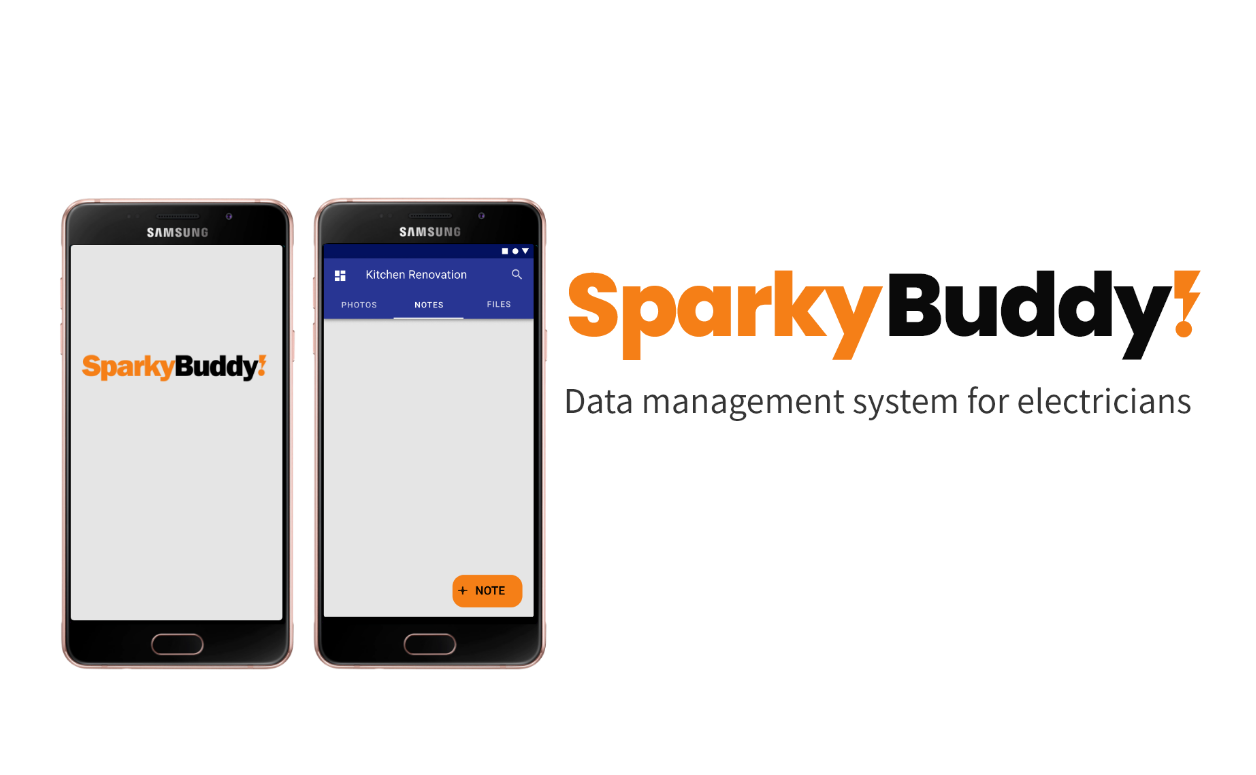 SAMSUNG
SparkyBuddy!
SAMSUNG
Kitchen Renovation
PHOTOS NOTES FILES
+ NOTE
SparkyBuddy!
Data management system for electricians